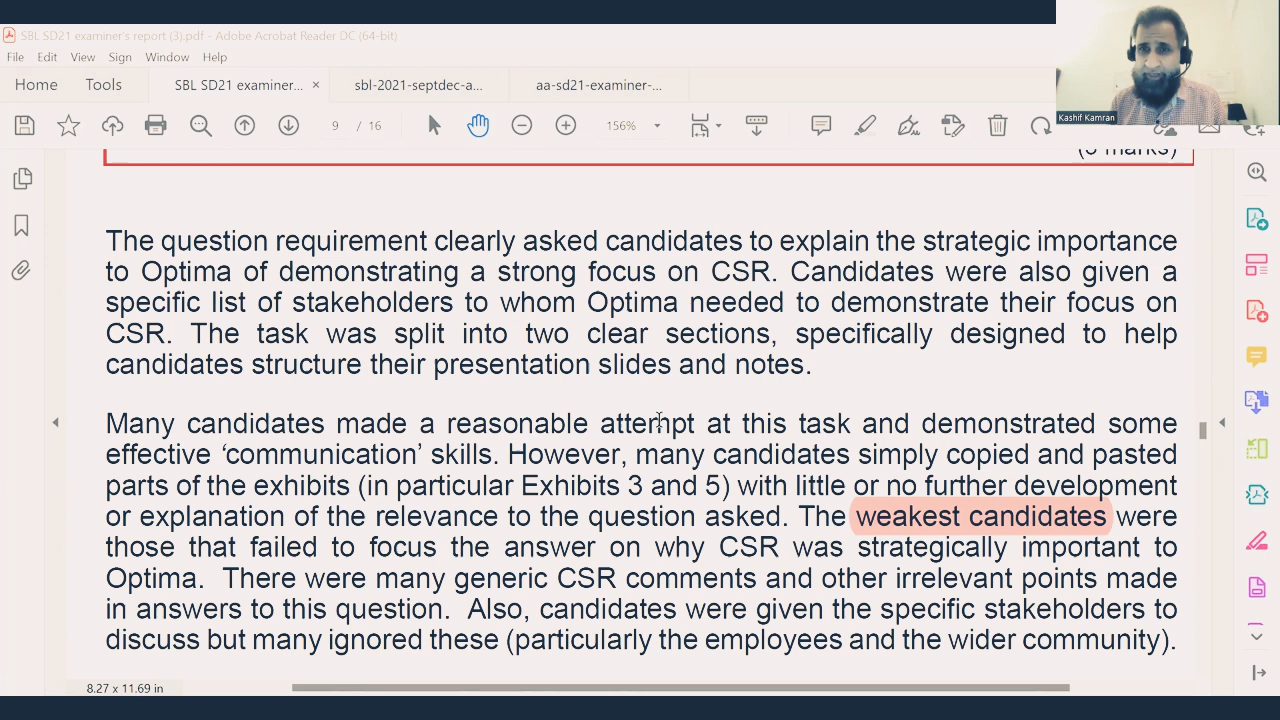 SBL SD21 examiner's report (3).pdf - Adobe Acrobat Reader DC (64-bit)
File Edit View Sign Window Help
Home Tools SBL SD21 examiner... × sbl-2021-septdec-a... aa-sd21-examiner-...
9 / 16 156%
Kashif Kamran
(5 marks)
The question requirement clearly asked candidates to explain the strategic importance
to Optima of demonstrating a strong focus on CSR. Candidates were also given a
specific list of stakeholders to whom Optima needed to demonstrate their focus on
CSR. The task was split into two clear sections, specifically designed to help
candidates structure their presentation slides and notes.
Many candidates made a reasonable attempt at this task and demonstrated some
effective ‘communication’ skills. However, many candidates simply copied and pasted
parts of the exhibits (in particular Exhibits 3 and 5) with little or no further development
or explanation of the relevance to the question asked. The weakest candidates were
those that failed to focus the answer on why CSR was strategically important to
Optima. There were many generic CSR comments and other irrelevant points made
in answers to this question. Also, candidates were given the specific stakeholders to
discuss but many ignored these (particularly the employees and the wider community).
8.27 x 11.69 in